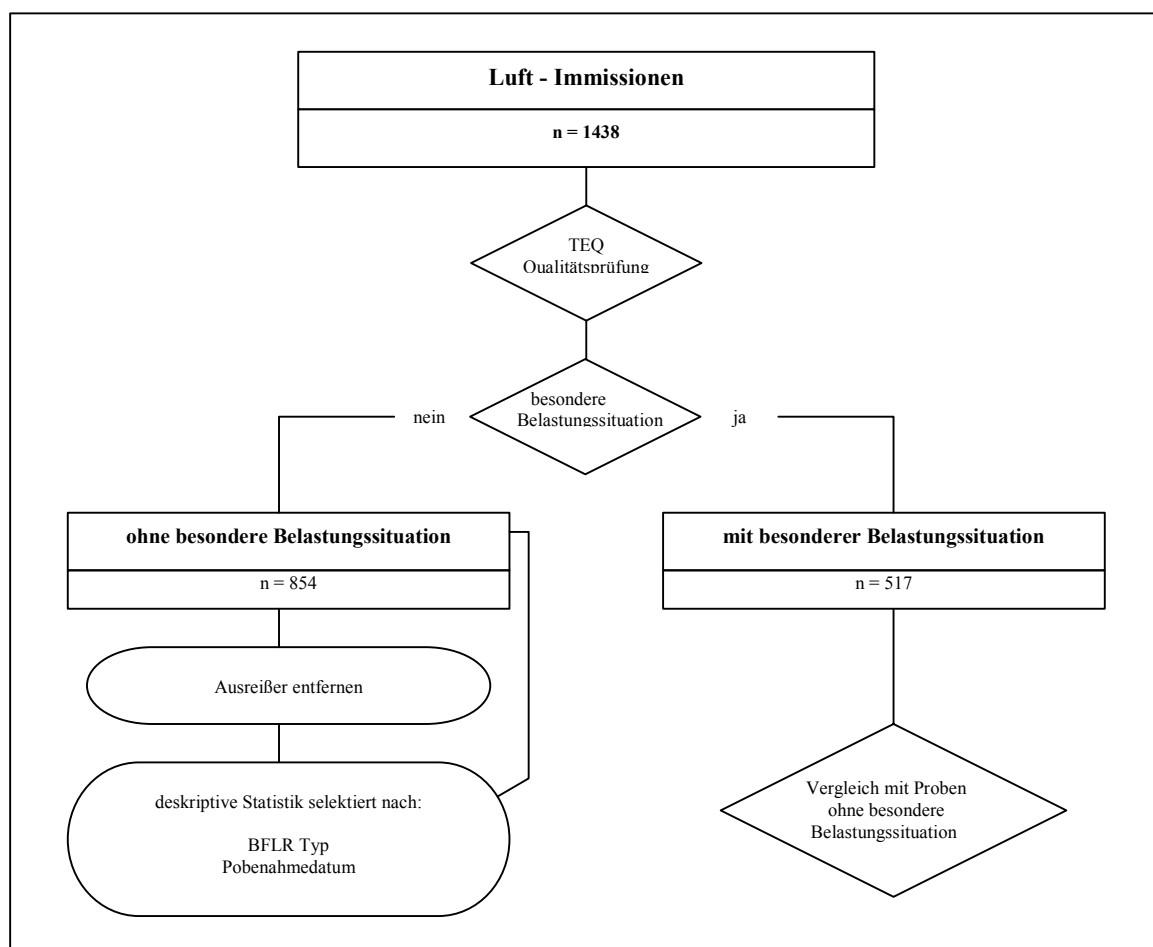 Luft - Immissionen
n = 1438
TEQ
Qualitätsprüfung
besondere
Belastungssituation
nein
ja
ohne besondere Belastungssituation
n = 854
mit besonderer Belastungssituation
n = 517
Ausreißer entfernen
deskriptive Statistik selektiert nach:
BFLR Typ
Pobenahmedatum
Vergleich mit Proben
ohne besondere
Belastungssituation